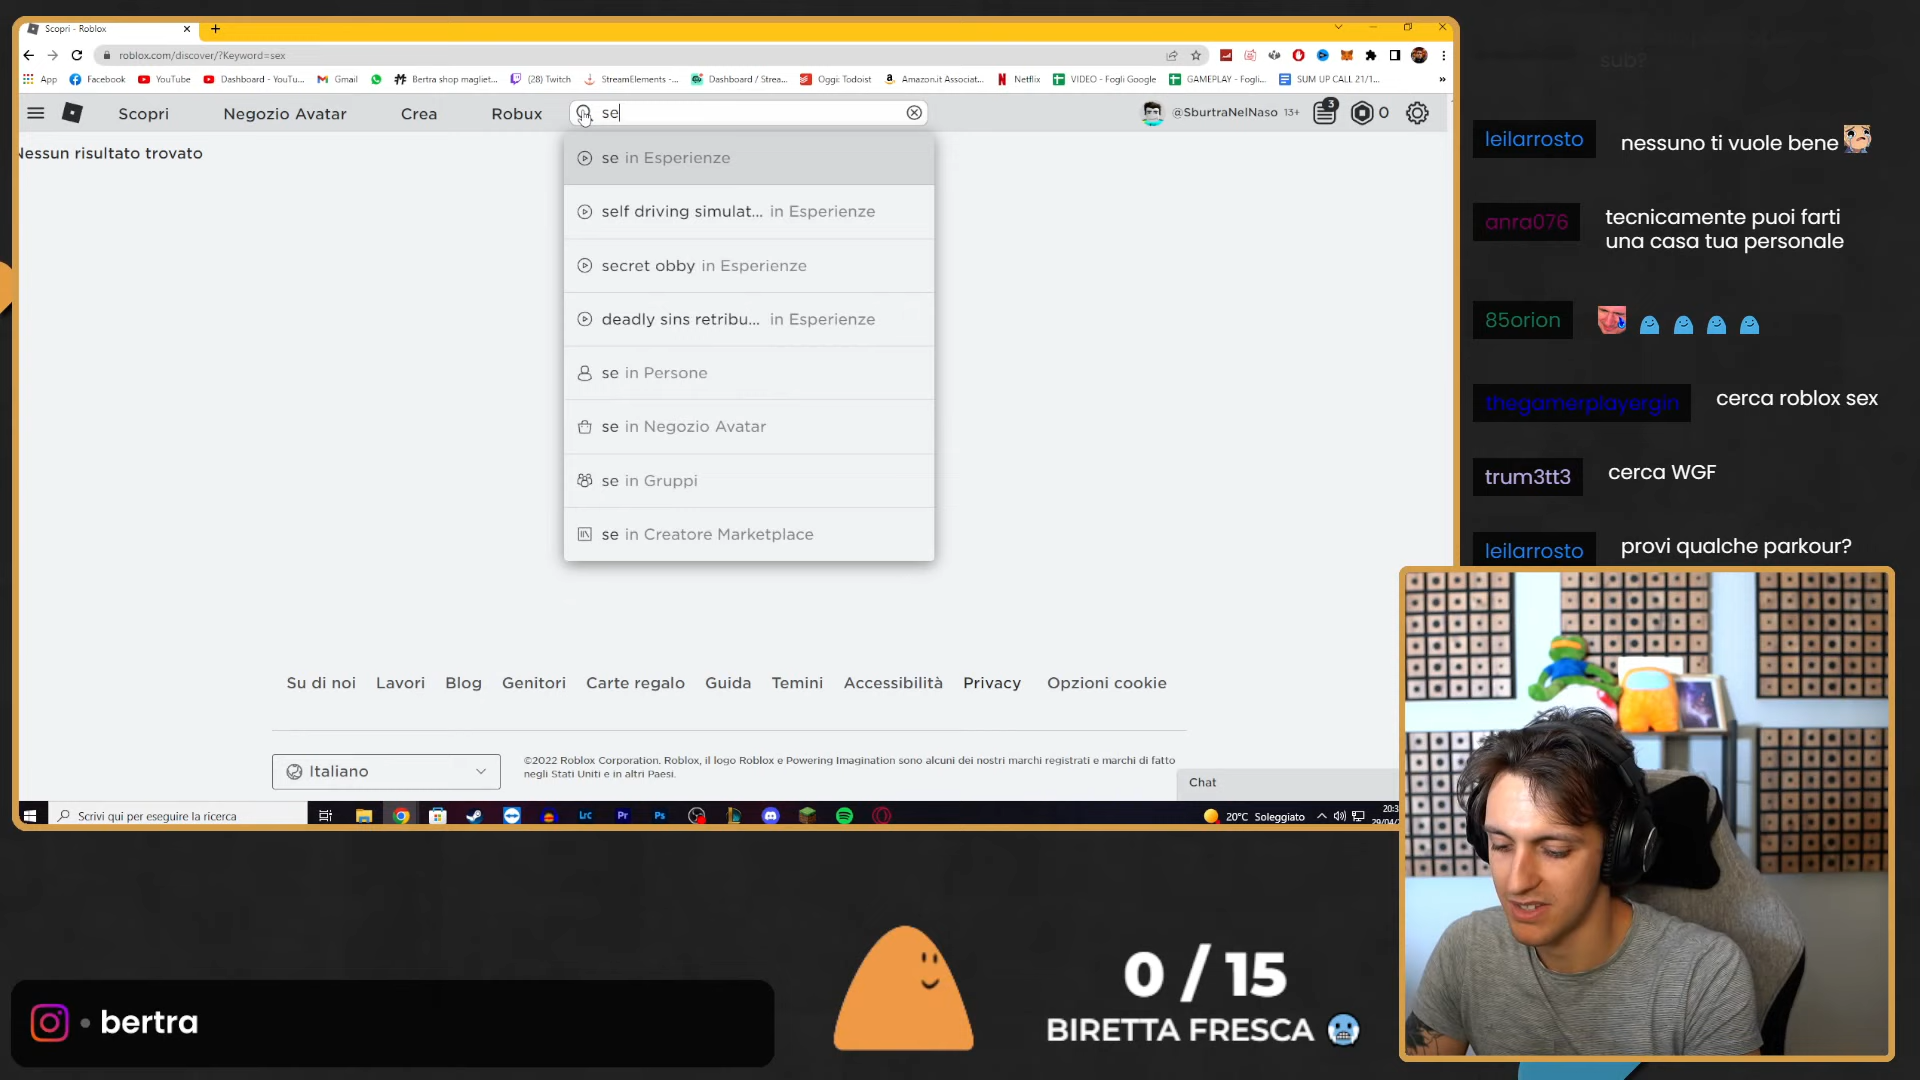 Scopri - Roblox
roblox.com/discover/?Keyword=sex
App
Facebook
YouTube
Dashboard - YouTu...
Gmail
Bertra shop magliet...
(28) Twitch
StreamElements -...
Dashboard / Strea...
Oggi: Todoist
Amazon.it Associat...
Netflix
VIDEO - Fogli Google
GAMEPLAY - Fogli...
SUM UP CALL 21/1...
»
Scopri
Negozio Avatar
Crea
Robux
se
@SburtraNelNaso 13+
3
0
Nessun risultato trovato
se in Esperienze
self driving simulat... in Esperienze
secret obby in Esperienze
deadly sins retribu... in Esperienze
se in Persone
se in Negozio Avatar
se in Gruppi
se in Creatore Marketplace
Su di noi
Lavori
Blog
Genitori
Carte regalo
Guida
Temini
Accessibilità
Privacy
Opzioni cookie
Italiano
©2022 Roblox Corporation. Roblox, il logo Roblox e Powering Imagination sono alcuni dei nostri marchi registrati e marchi di fatto
negli Stati Uniti e in altri Paesi.
Chat
Scrivi qui per eseguire la ricerca
Lrc
Pr
Ps
20°C Soleggiato
sub?
leilarrosto nessuno ti vuole bene
anra076 tecnicamente puoi farti
una casa tua personale
85orion
thegamerplayergin cerca roblox sex
trum3tt3 cerca WGF
leilarrosto provi qualche parkour?
• bertra
0 / 15
BIRETTA FRESCA